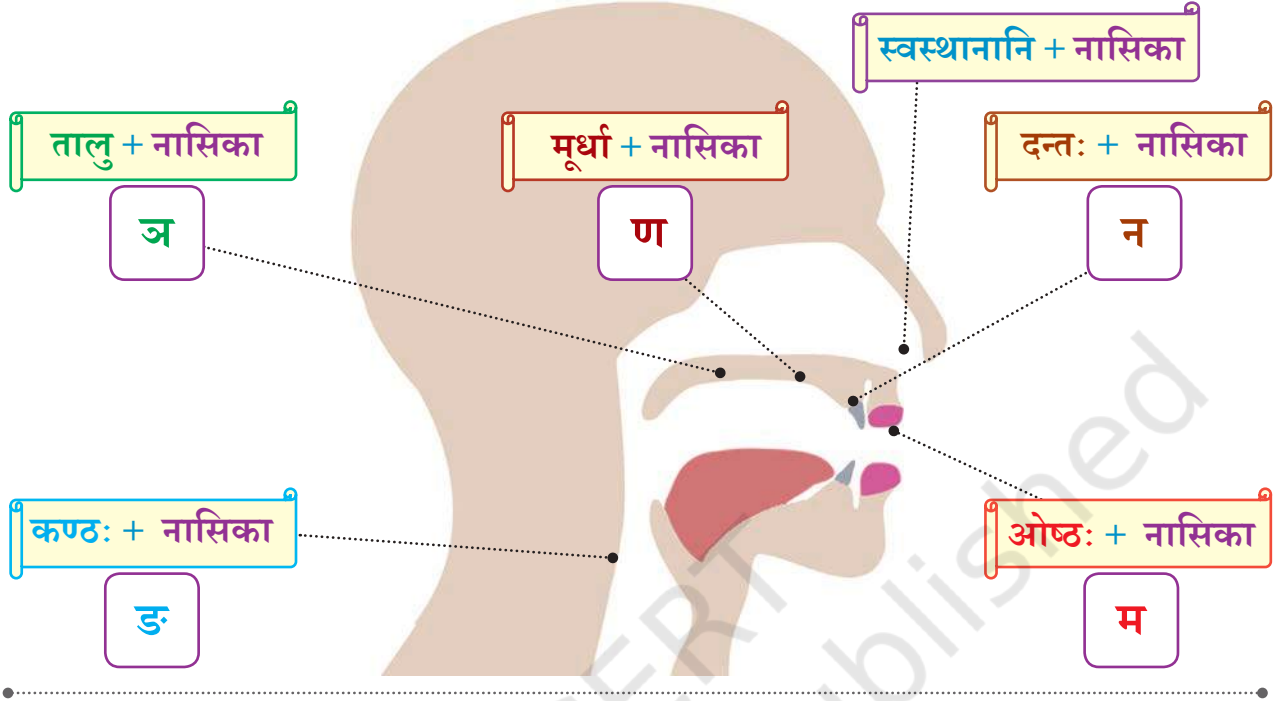 स्वस्थानानि + नासिका
तालु + नासिका
मूर्धा + नासिका
दन्तः + नासिका
ञ
ण
न
कण्ठः + नासिका
ओष्ठः + नासिका
ङ
म